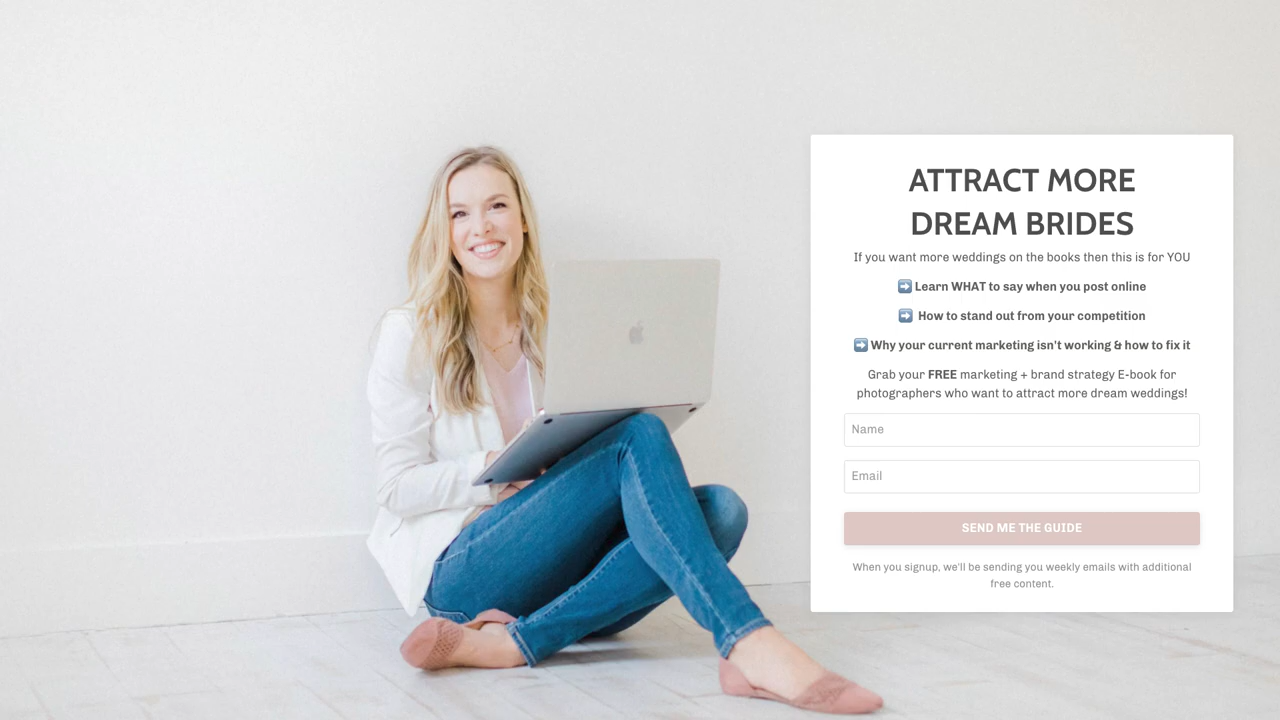 ATTRACT MORE
DREAM BRIDES
If you want more weddings on the books then this is for YOU
➡️ Learn WHAT to say when you post online
➡️ How to stand out from your competition
➡️ Why your current marketing isn't working & how to fix it
Grab your FREE marketing + brand strategy E-book for
photographers who want to attract more dream weddings!
Name
Email
SEND ME THE GUIDE
When you signup, we'll be sending you weekly emails with additional
free content.